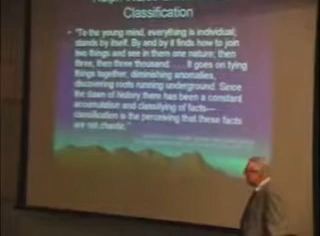 Classification
• "To the young mind, everything is individual,
stands by itself. By and by it finds how to join
two things and see in them one nature; then
three, then three thousand . . . . It goes on tying
things together, diminishing anomalies,
discovering roots running underground. Since
the dawn of history there has been a constant
accumulation and classifying of facts—
classification is the perceiving that these facts
are not chaotic."